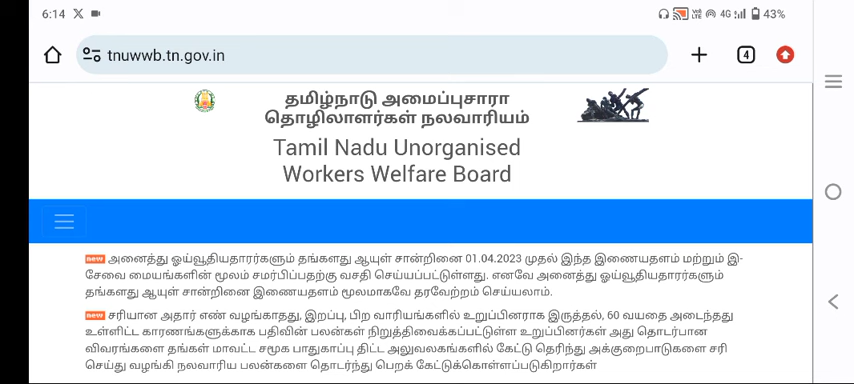 6:14
4G 43%
tnuwwb.tn.gov.in
4
தமிழ்நாடு அமைப்புசாரா
தொழிலாளர்கள் நலவாரியம்
Tamil Nadu Unorganised
Workers Welfare Board
new அனைத்து ஓய்வூதியதாரர்களும் தங்களது ஆயுள் சான்றினை 01.04.2023 முதல் இந்த இணையதளம் மற்றும் இ-
சேவை மையங்களின் மூலம் சமர்பிப்பதற்கு வசதி செய்யப்பட்டுள்ளது. எனவே அனைத்து ஓய்வூதியதாரர்களும்
தங்களது ஆயுள் சான்றினை இணையதளம் மூலமாகவே தரவேற்றம் செய்யலாம்.
new சரியான அதார் எண் வழங்காதது, இறப்பு, பிற வாரியங்களில் உறுப்பினராக இருத்தல், 60 வயதை அடைந்தது
உள்ளிட்ட காரணங்களுக்காக பதிவின் பலன்கள் நிறுத்திவைக்கப்பட்டுள்ள உறுப்பினர்கள் அது தொடர்பான
விவரங்களை தங்கள் மாவட்ட சமூக பாதுகாப்பு திட்ட அலுவலகங்களில் கேட்டு தெரிந்து அக்குறைபாடுகளை சரி
செய்து வழங்கி நலவாரிய பலன்களை தொடர்ந்து பெறக் கேட்டுக்கொள்ளப்படுகிறார்கள்